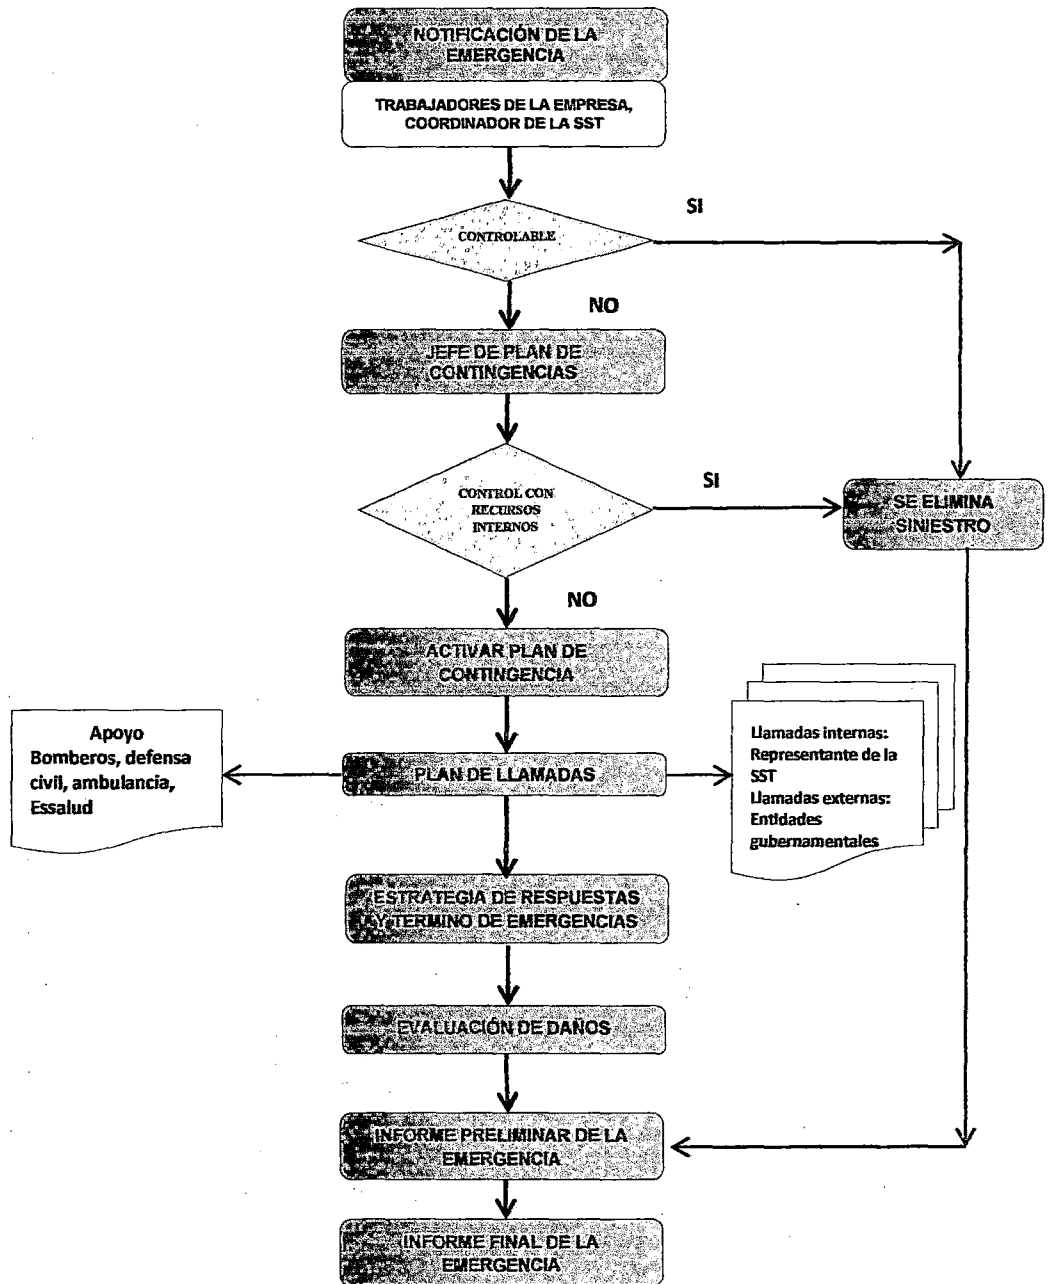 NOTIFICACIÓN DE LA
EMERGENCIA
TRABAJADORES DE LA EMPRESA,
COORDINADOR DE LA SST
CONTROLABLE
SI
NO
JEFE DE PLAN DE
CONTINGENCIAS
CONTROL CON
RECURSOS
INTERNOS
SI
SE ELIMINA
SINIESTRO
NO
ACTIVAR PLAN DE
CONTINGENCIA
Apoyo
Bomberos, defensa
civil, ambulancia,
Essalud
PLAN DE LLAMADAS
Llamadas internas:
Representante de la
SST
Llamadas externas:
Entidades
gubernamentales
ESTRATEGIA DE RESPUESTAS
Y TERMINO DE EMERGENCIAS
EVALUACIÓN DE DAÑOS
INFORME PRELIMINAR DE LA
EMERGENCIA
INFORME FINAL DE LA
EMERGENCIA